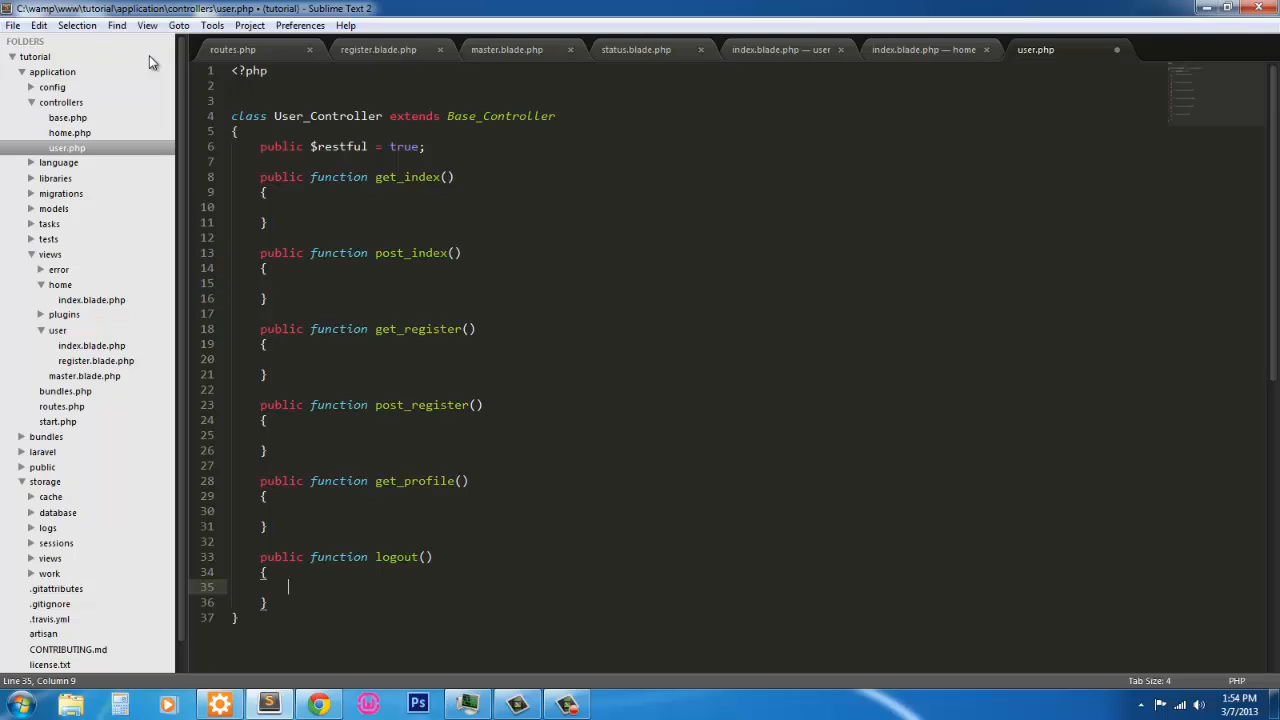 C:\wamp\www\tutorial\application\controllers\user.php • (tutorial) - Sublime Text 2
File Edit Selection Find View Goto Tools Project Preferences Help
FOLDERS
tutorial
application
config
controllers
base.php
home.php
user.php
language
libraries
migrations
models
tasks
tests
views
error
home
index.blade.php
plugins
user
index.blade.php
register.blade.php
master.blade.php
bundles.php
routes.php
start.php
bundles
laravel
public
storage
cache
database
logs
sessions
views
work
.gitattributes
.gitignore
.travis.yml
artisan
CONTRIBUTING.md
license.txt
routes.php register.blade.php master.blade.php status.blade.php index.blade.php — user index.blade.php — home user.php
1 <?php
2
3
4 class User_Controller extends Base_Controller
5 {
6 public $restful = true;
7
8 public function get_index()
9 {
10
11 }
12
13 public function post_index()
14 {
15
16 }
17
18 public function get_register()
19 {
20
21 }
22
23 public function post_register()
24 {
25
26 }
27
28 public function get_profile()
29 {
30
31 }
32
33 public function logout()
34 {
35
36 }
37 }
Line 35, Column 9 Tab Size: 4 PHP
S Ps
1:54 PM
3/7/2013